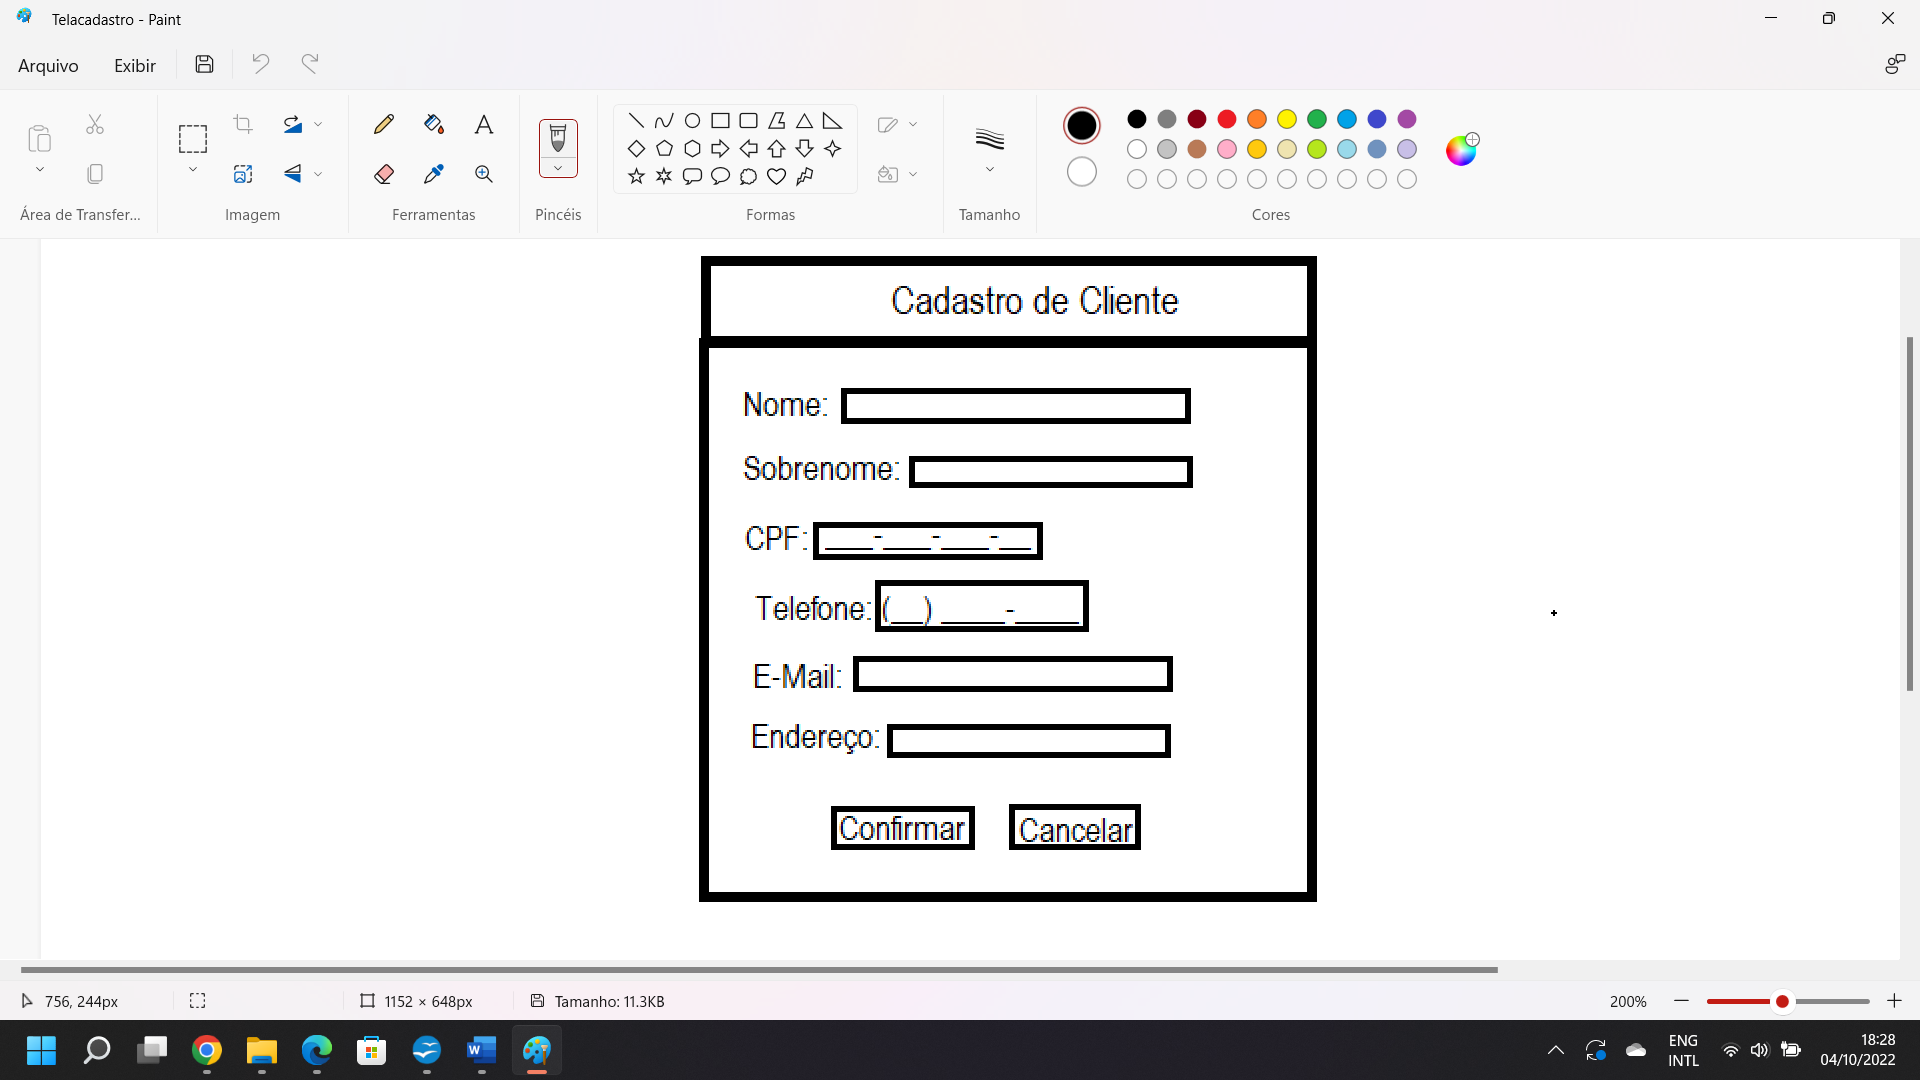 Telacadastro - Paint
Arquivo Exibir
Área de Transfer... Imagem Ferramentas Pincéis Formas Tamanho Cores
Cadastro de Cliente
Nome:
Sobrenome:
CPF: ___-___-___-__
Telefone: (__) ____-____
E-Mail:
Endereço:
Confirmar Cancelar
756, 244px 1152 × 648px Tamanho: 11.3KB 200%
ENG 18:28
INTL 04/10/2022